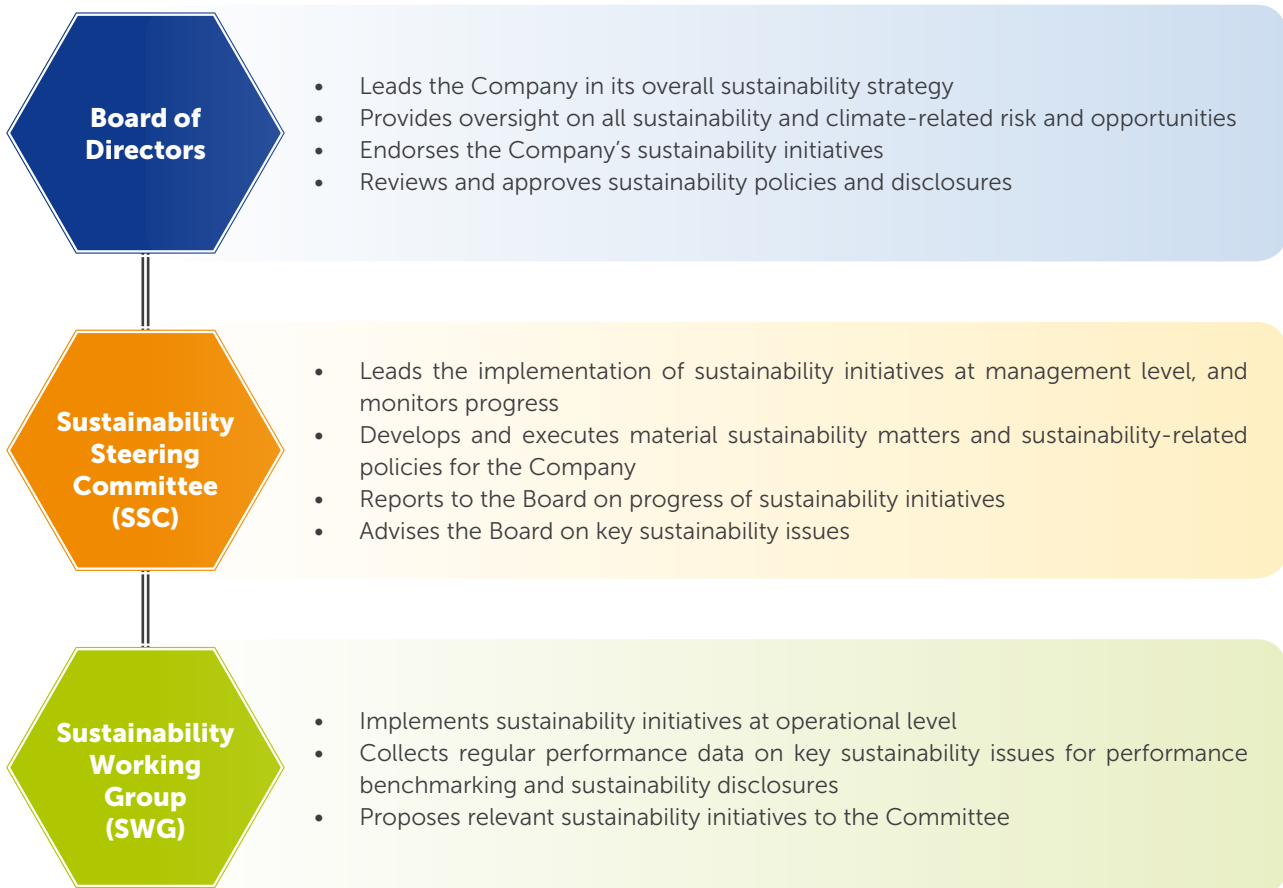 Board of
Directors
• Leads the Company in its overall sustainability strategy
• Provides oversight on all sustainability and climate-related risk and opportunities
• Endorses the Company’s sustainability initiatives
• Reviews and approves sustainability policies and disclosures
Sustainability
Steering
Committee
(SSC)
• Leads the implementation of sustainability initiatives at management level, and
monitors progress
• Develops and executes material sustainability matters and sustainability-related
policies for the Company
• Reports to the Board on progress of sustainability initiatives
• Advises the Board on key sustainability issues
Sustainability
Working
Group
(SWG)
• Implements sustainability initiatives at operational level
• Collects regular performance data on key sustainability issues for performance
benchmarking and sustainability disclosures
• Proposes relevant sustainability initiatives to the Committee